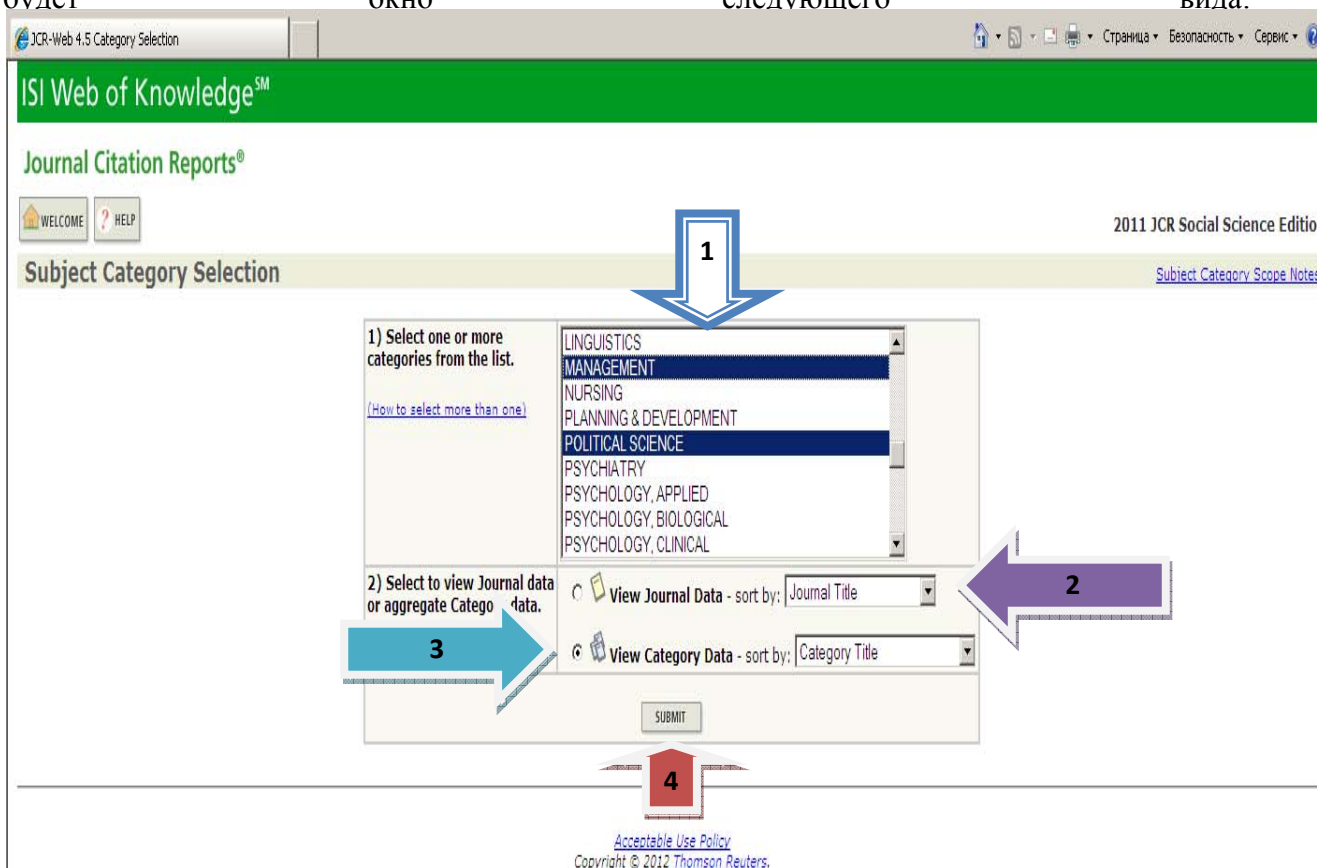 будет окно следующего вида:
JCR-Web 4.5 Category Selection
Страница Безопасность Сервис
ISI Web of Knowledge℠
Journal Citation Reports®
WELCOME ? HELP
2011 JCR Social Science Editio
Subject Category Selection
Subject Category Scope Notes
1
1) Select one or more
categories from the list.
(How to select more than one)
LINGUISTICS
MANAGEMENT
NURSING
PLANNING & DEVELOPMENT
POLITICAL SCIENCE
PSYCHIATRY
PSYCHOLOGY, APPLIED
PSYCHOLOGY, BIOLOGICAL
PSYCHOLOGY, CLINICAL
2) Select to view Journal data
or aggregate Catego data.
View Journal Data - sort by: Journal Title
2
3
View Category Data - sort by: Category Title
SUBMIT
4
Acceptable Use Policy
Copyright © 2012 Thomson Reuters.